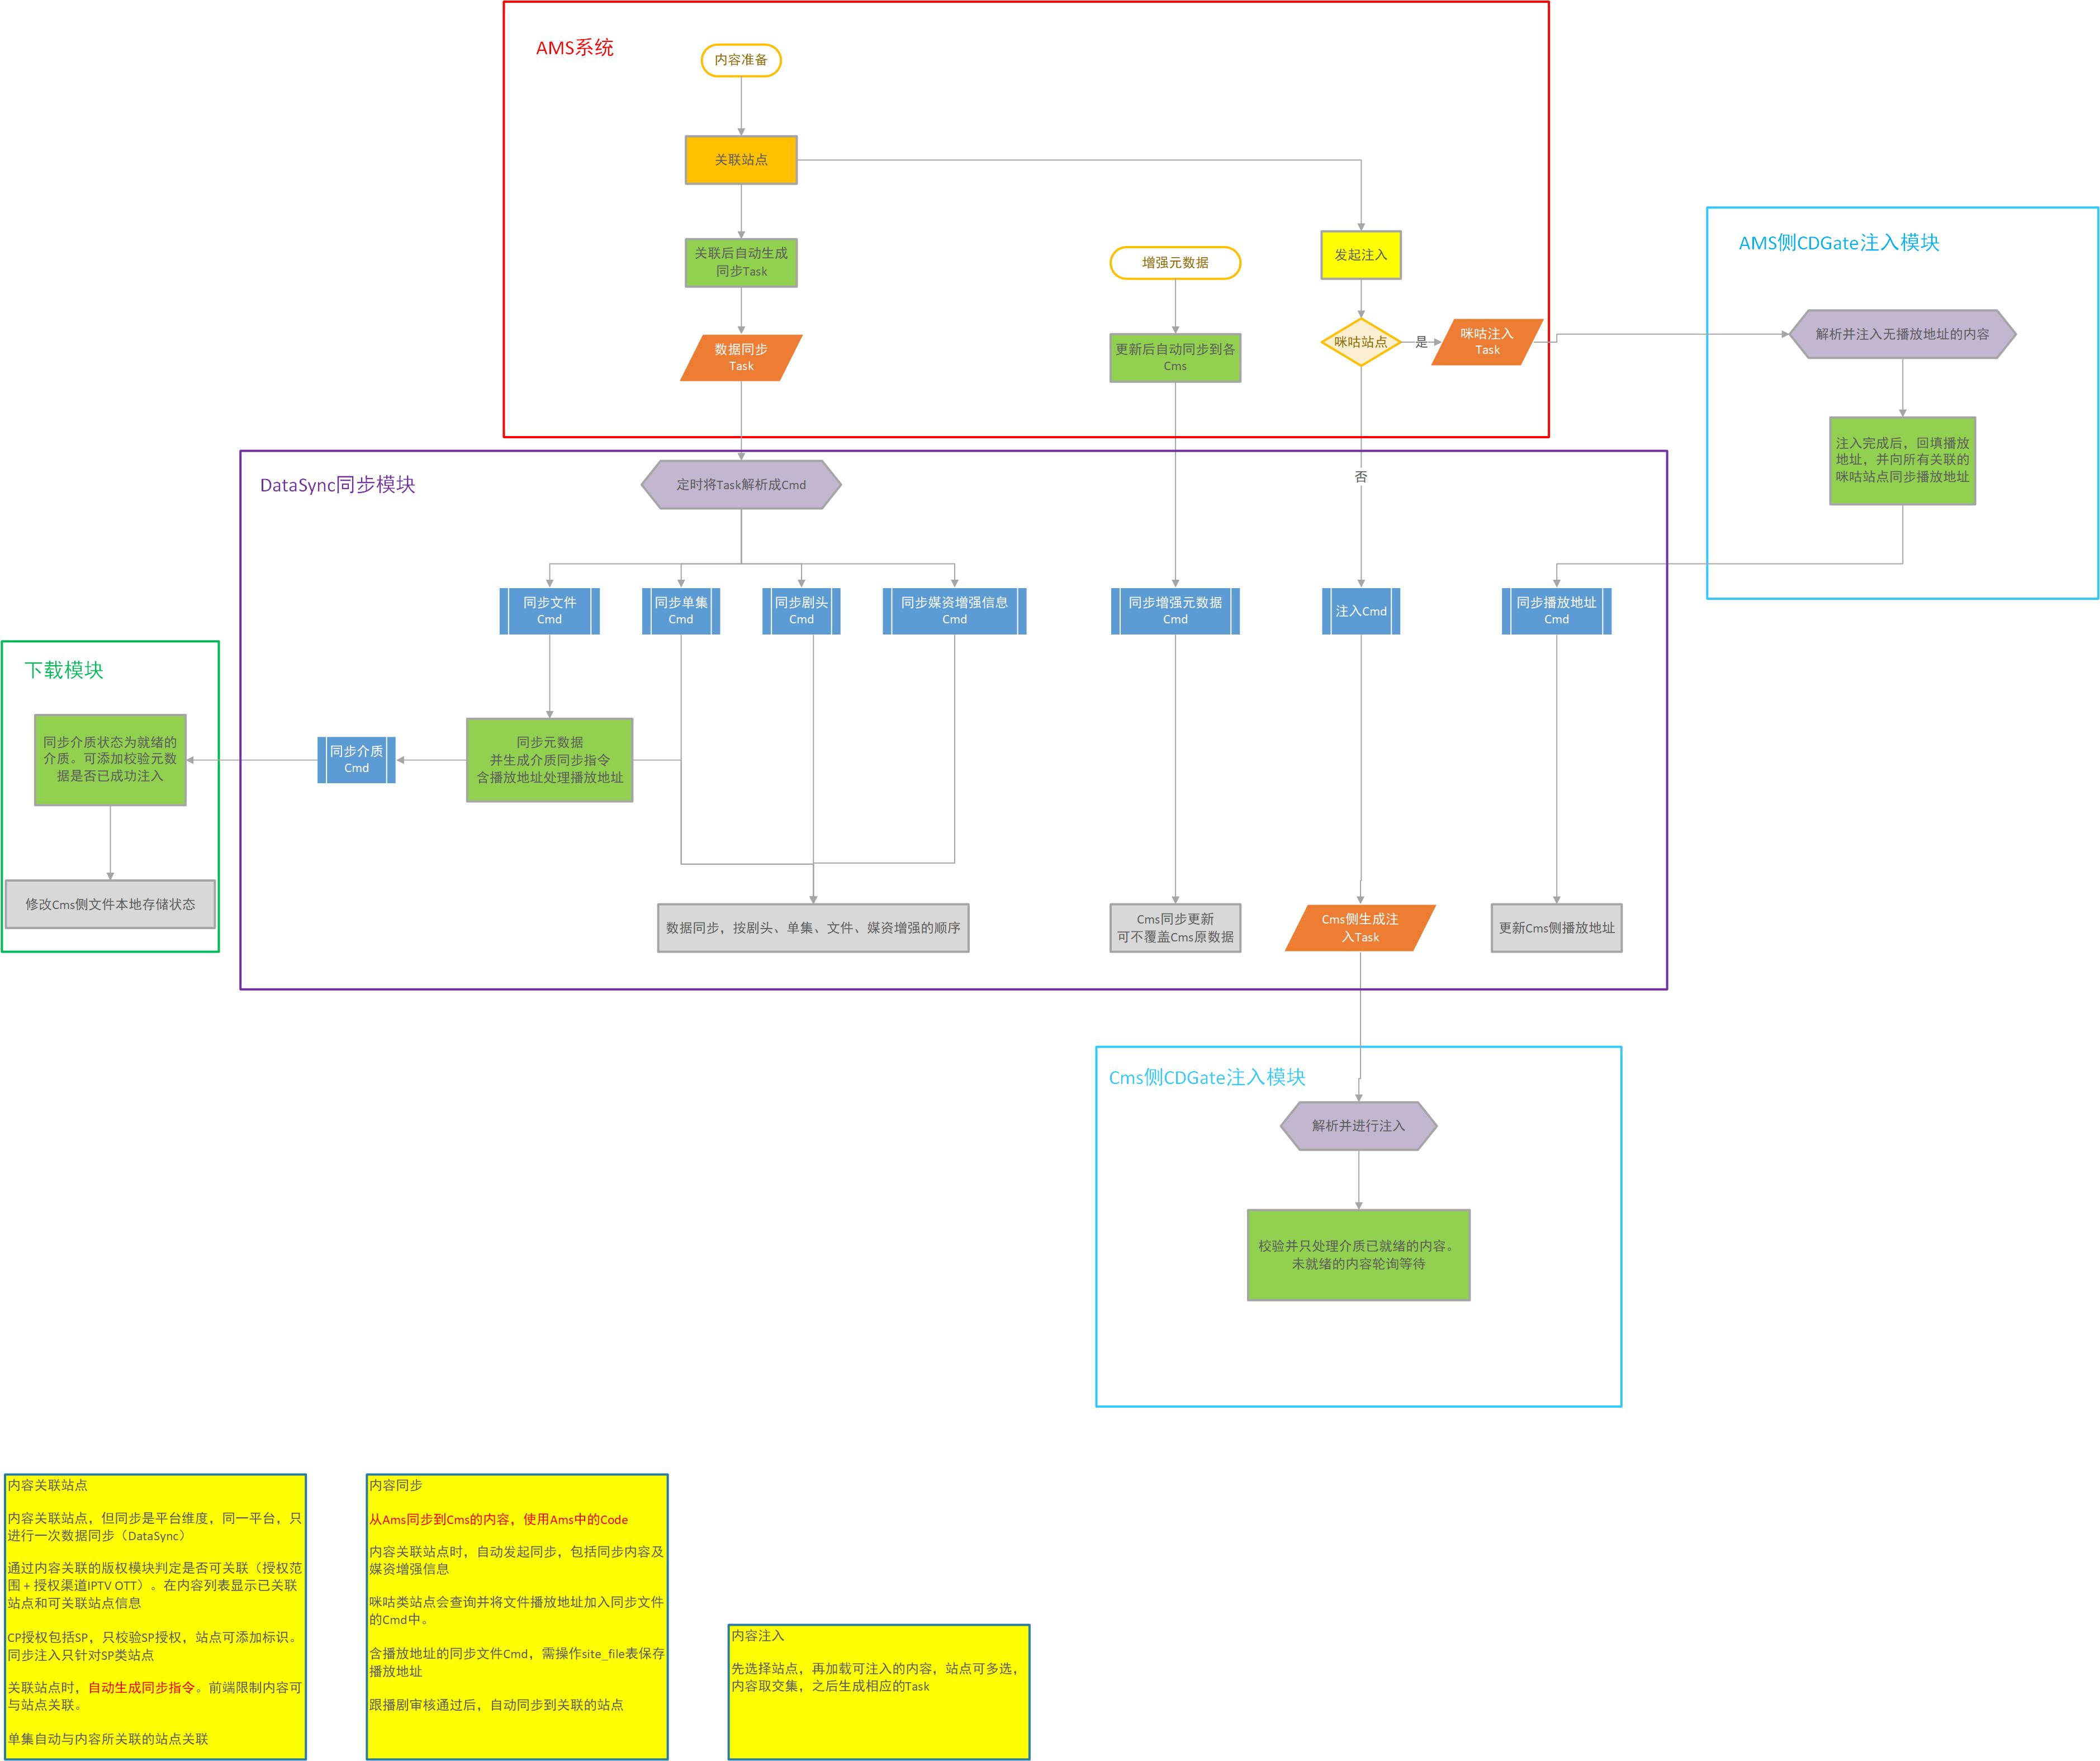 AMS系统
内容准备
关联站点
关联后自动生成
同步Task
数据同步
Task
增强元数据
更新后自动同步到各
Cms
发起注入
咪咕站点
是
咪咕注入
Task
否
AMS侧CDGate注入模块
解析并注入无播放地址的内容
注入完成后，回填播放
地址，并向所有关联的
咪咕站点同步播放地址
DataSync同步模块
定时将Task解析成Cmd
同步文件
Cmd
同步单集
Cmd
同步剧头
Cmd
同步媒资增强信息
Cmd
同步增强元数据
Cmd
注入Cmd
同步播放地址
Cmd
下载模块
同步介质状态为就绪的
介质。可添加校验元数
据是否已成功注入
修改Cms侧文件本地存储状态
同步介质
Cmd
同步元数据
并生成介质同步指令
含播放地址处理播放地址
数据同步，按剧头、单集、文件、媒资增强的顺序
Cms同步更新
可不覆盖Cms原数据
Cms侧生成注
入Task
更新Cms侧播放地址
Cms侧CDGate注入模块
解析并进行注入
校验并只处理介质已就绪的内容。
未就绪的内容轮询等待
内容关联站点
内容关联站点，但同步是平台维度，同一平台，只
进行一次数据同步（DataSync）
通过内容关联的版权模块判定是否可关联（授权范
围＋授权渠道IPTV OTT）。在内容列表显示已关联
站点和可关联站点信息
CP授权包括SP，只校验SP授权，站点可添加标识。
同步注入只针对SP类站点
关联站点时，自动生成同步指令。前端限制内容可
与站点关联。
单集自动与内容所关联的站点关联
内容同步
从Ams同步到Cms的内容，使用Ams中的Code
内容关联站点时，自动发起同步，包括同步内容及
媒资增强信息
咪咕类站点会查询并将文件播放地址加入同步文件
的Cmd中。
含播放地址的同步文件Cmd，需操作site_file表保存
播放地址
跟播剧审核通过后，自动同步到关联的站点
内容注入
先选择站点，再加载可注入的内容，站点可多选，
内容取交集，之后生成相应的Task